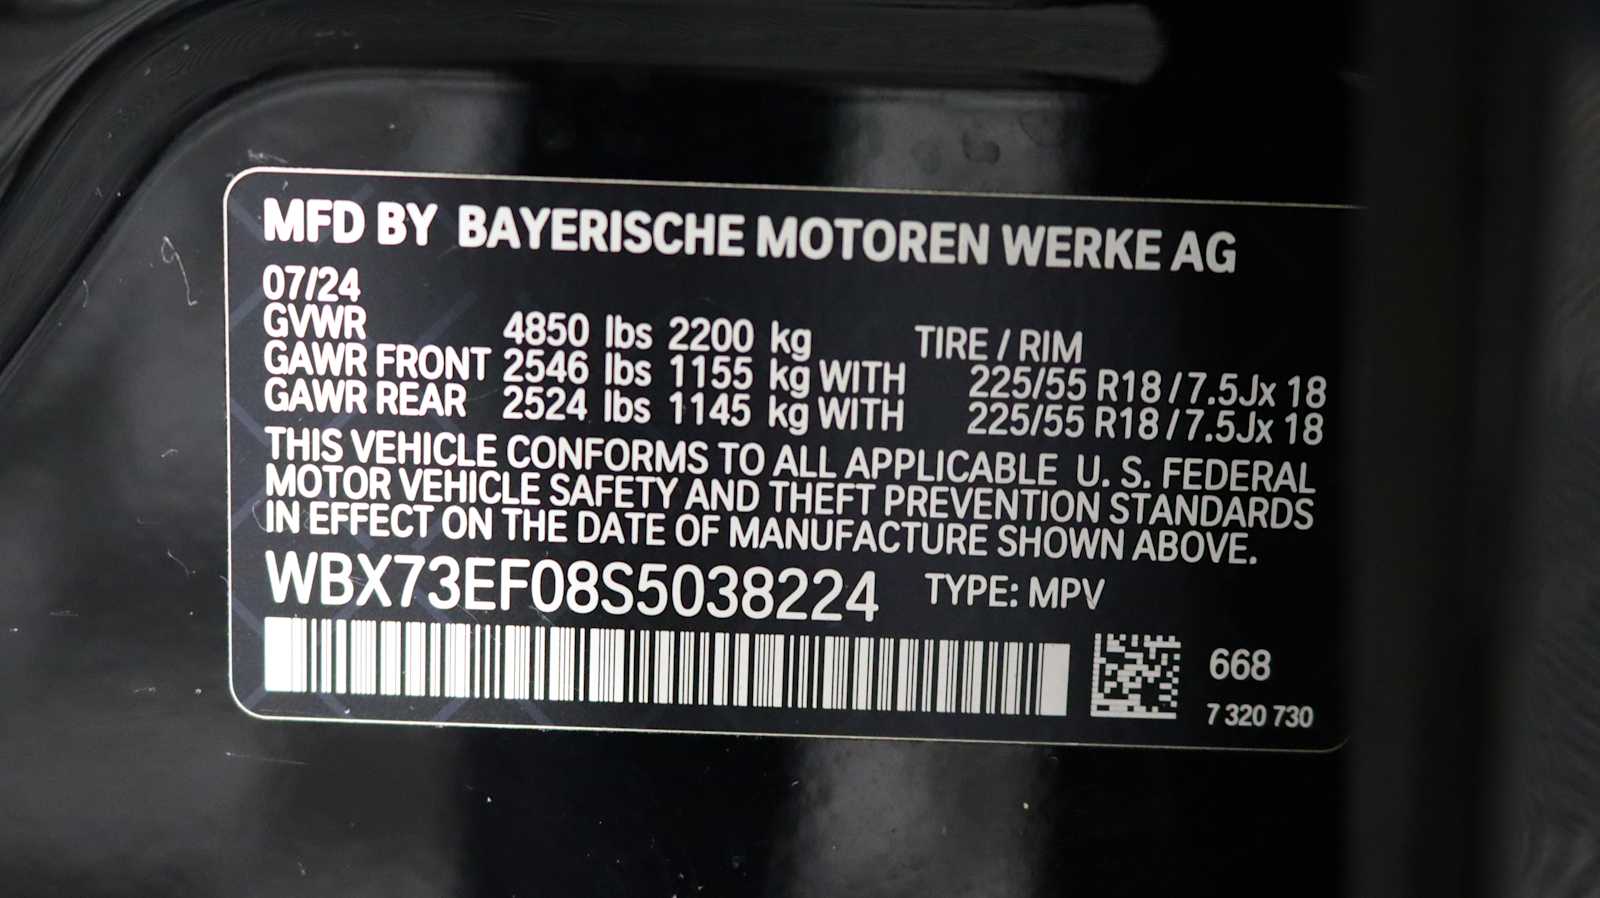 MFD BY BAYERISCHE MOTOREN WERKE AG
07/24
GVWR 4850 lbs 2200 kg TIRE / RIM
GAWR FRONT 2546 lbs 1155 kg WITH 225/55 R18 / 7.5Jx 18
GAWR REAR 2524 lbs 1145 kg WITH 225/55 R18 / 7.5Jx 18
THIS VEHICLE CONFORMS TO ALL APPLICABLE U. S. FEDERAL
MOTOR VEHICLE SAFETY AND THEFT PREVENTION STANDARDS
IN EFFECT ON THE DATE OF MANUFACTURE SHOWN ABOVE.
WBX73EF08S5038224 TYPE: MPV
668
7 320 730